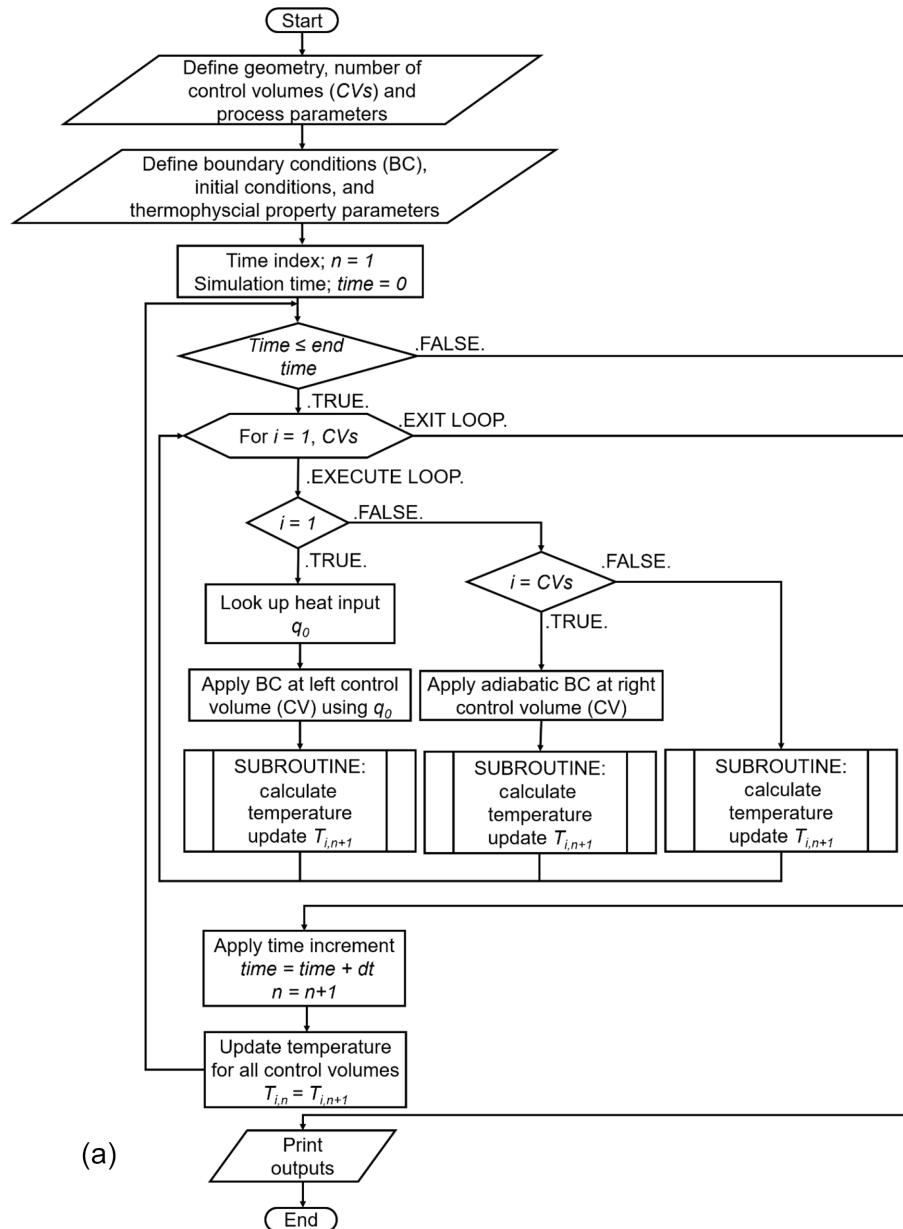 Start
Define geometry, number of
control volumes (CVs) and
process parameters
Define boundary conditions (BC),
initial conditions, and
thermophyscial property parameters
Time index; n = 1
Simulation time; time = 0
Time ≤ end
time
.FALSE.
.TRUE.
For i = 1, CVs
.EXIT LOOP.
.EXECUTE LOOP.
i = 1
.FALSE.
.TRUE.
i = CVs
.FALSE.
.TRUE.
Look up heat input
q0
Apply BC at left control
volume (CV) using q0
Apply adiabatic BC at right
control volume (CV)
SUBROUTINE:
calculate
temperature
update Ti,n+1
SUBROUTINE:
calculate
temperature
update Ti,n+1
SUBROUTINE:
calculate
temperature
update Ti,n+1
Apply time increment
time = time + dt
n = n+1
Update temperature
for all control volumes
Ti,n = Ti,n+1
(a)
Print
outputs
End